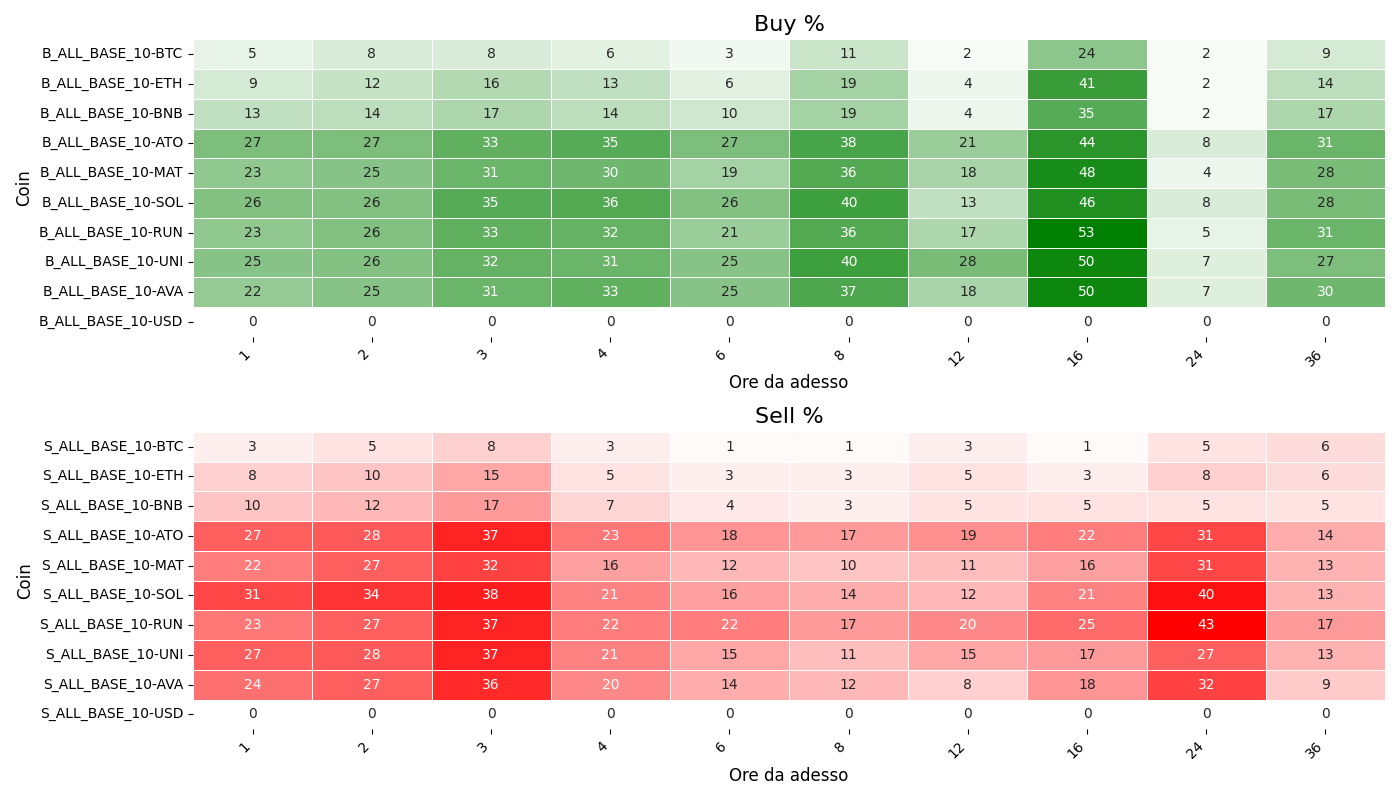 Buy %
Coin
B_ALL_BASE_10-BTC 5 8 8 6 3 11 2 24 2 9
B_ALL_BASE_10-ETH 9 12 16 13 6 19 4 41 2 14
B_ALL_BASE_10-BNB 13 14 17 14 10 19 4 35 2 17
B_ALL_BASE_10-ATO 27 27 33 35 27 38 21 44 8 31
B_ALL_BASE_10-MAT 23 25 31 30 19 36 18 48 4 28
B_ALL_BASE_10-SOL 26 26 35 36 26 40 13 46 8 28
B_ALL_BASE_10-RUN 23 26 33 32 21 36 17 53 5 31
B_ALL_BASE_10-UNI 25 26 32 31 25 40 28 50 7 27
B_ALL_BASE_10-AVA 22 25 31 33 25 37 18 50 7 30
B_ALL_BASE_10-USD 0 0 0 0 0 0 0 0 0 0
1 2 3 4 6 8 12 16 24 36
Ore da adesso
Sell %
Coin
S_ALL_BASE_10-BTC 3 5 8 3 1 1 3 1 5 6
S_ALL_BASE_10-ETH 8 10 15 5 3 3 5 3 8 6
S_ALL_BASE_10-BNB 10 12 17 7 4 3 5 5 5 5
S_ALL_BASE_10-ATO 27 28 37 23 18 17 19 22 31 14
S_ALL_BASE_10-MAT 22 27 32 16 12 10 11 16 31 13
S_ALL_BASE_10-SOL 31 34 38 21 16 14 12 21 40 13
S_ALL_BASE_10-RUN 23 27 37 22 22 17 20 25 43 17
S_ALL_BASE_10-UNI 27 28 37 21 15 11 15 17 27 13
S_ALL_BASE_10-AVA 24 27 36 20 14 12 8 18 32 9
S_ALL_BASE_10-USD 0 0 0 0 0 0 0 0 0 0
1 2 3 4 6 8 12 16 24 36
Ore da adesso